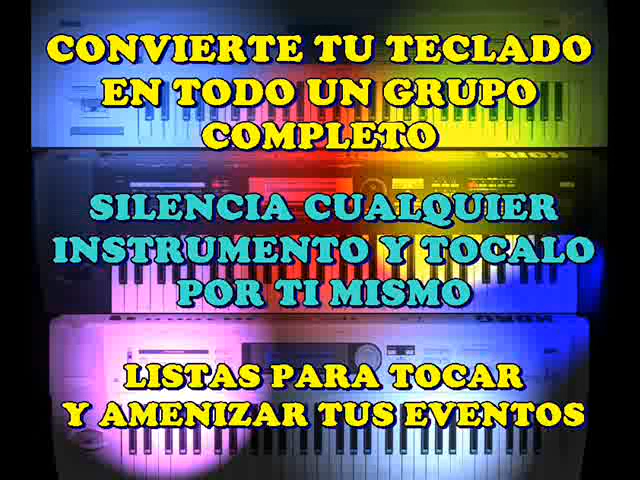 CONVIERTE TU TECLADO
EN TODO UN GRUPO
COMPLETO
SILENCIA CUALQUIER
INSTRUMENTO Y TOCALO
POR TI MISMO
LISTAS PARA TOCAR
Y AMENIZAR TUS EVENTOS